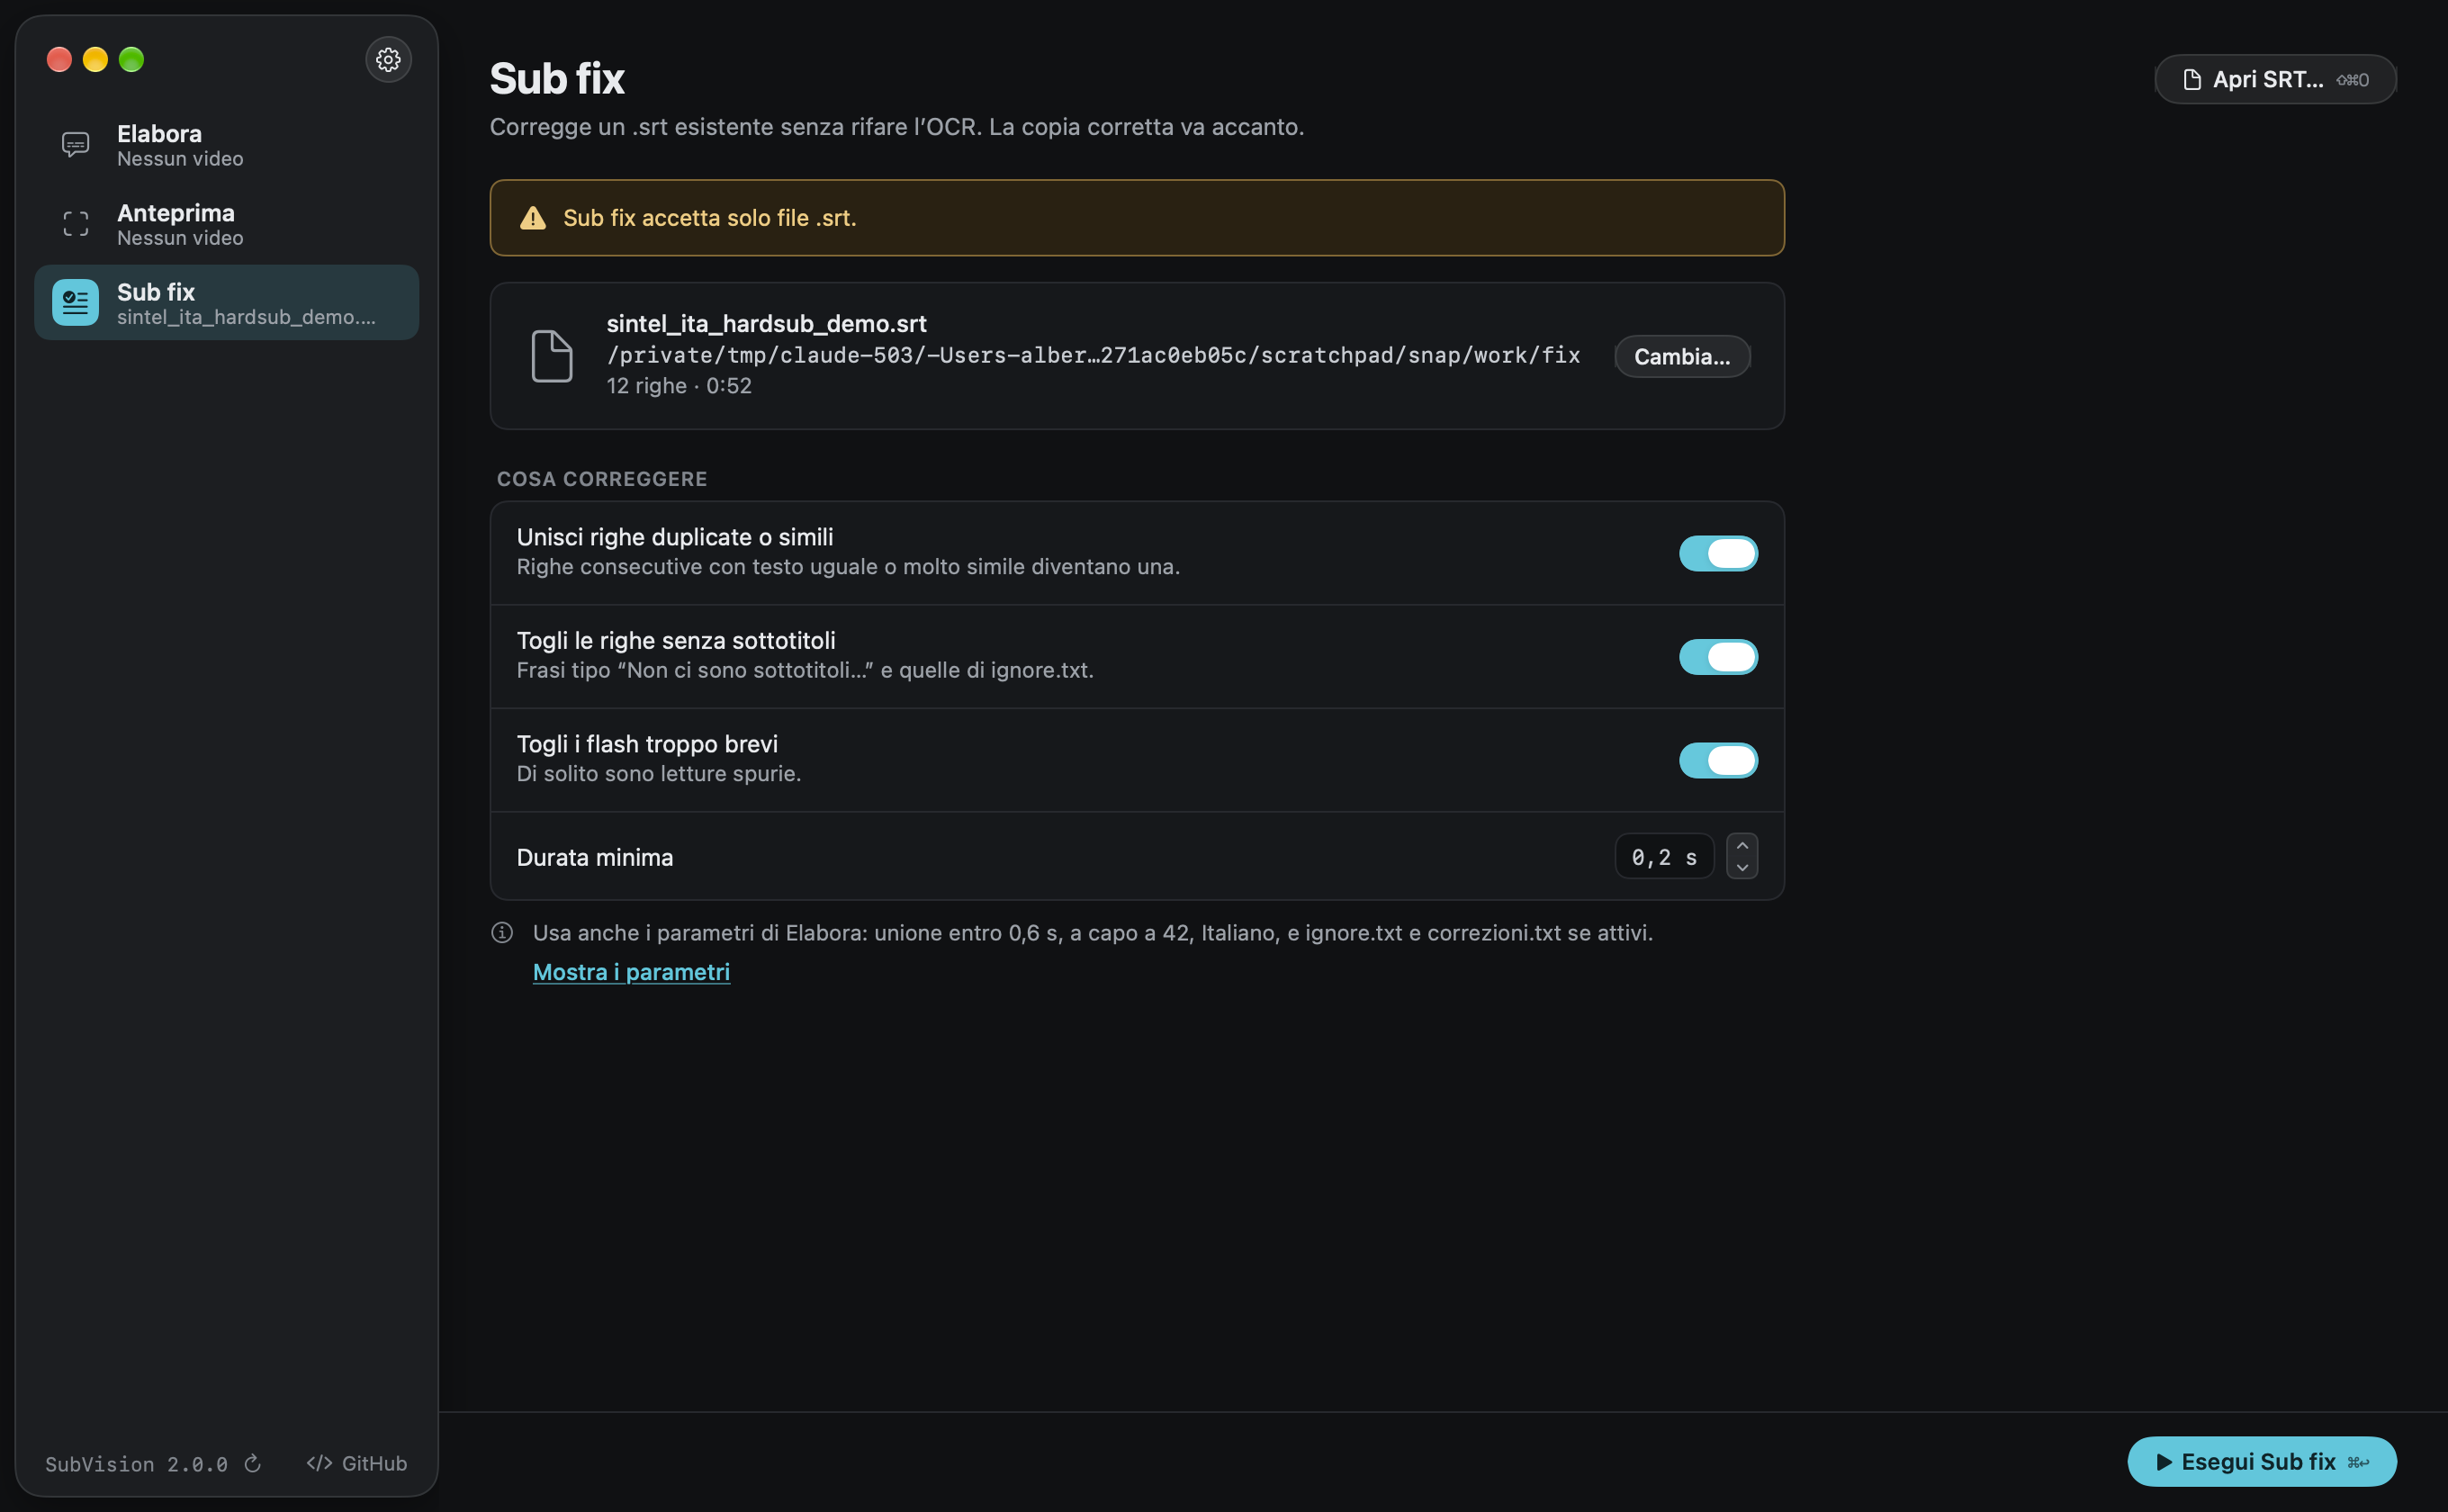 Elabora
Nessun video
Anteprima
Nessun video
Sub fix
sintel_ita_hardsub_demo.…
SubVision 2.0.0
</> GitHub
Sub fix
Corregge un .srt esistente senza rifare l’OCR. La copia corretta va accanto.
Apri SRT… ⇧⌘O
Sub fix accetta solo file .srt.
sintel_ita_hardsub_demo.srt
/private/tmp/claude-503/-Users-alber…271ac0eb05c/scratchpad/snap/work/fix
12 righe · 0:52
Cambia…
COSA CORREGGERE
Unisci righe duplicate o simili
Righe consecutive con testo uguale o molto simile diventano una.
Togli le righe senza sottotitoli
Frasi tipo “Non ci sono sottotitoli…” e quelle di ignore.txt.
Togli i flash troppo brevi
Di solito sono letture spurie.
Durata minima
0,2 s
Usa anche i parametri di Elabora: unione entro 0,6 s, a capo a 42, Italiano, e ignore.txt e correzioni.txt se attivi.
Mostra i parametri
Esegui Sub fix ⌘↩